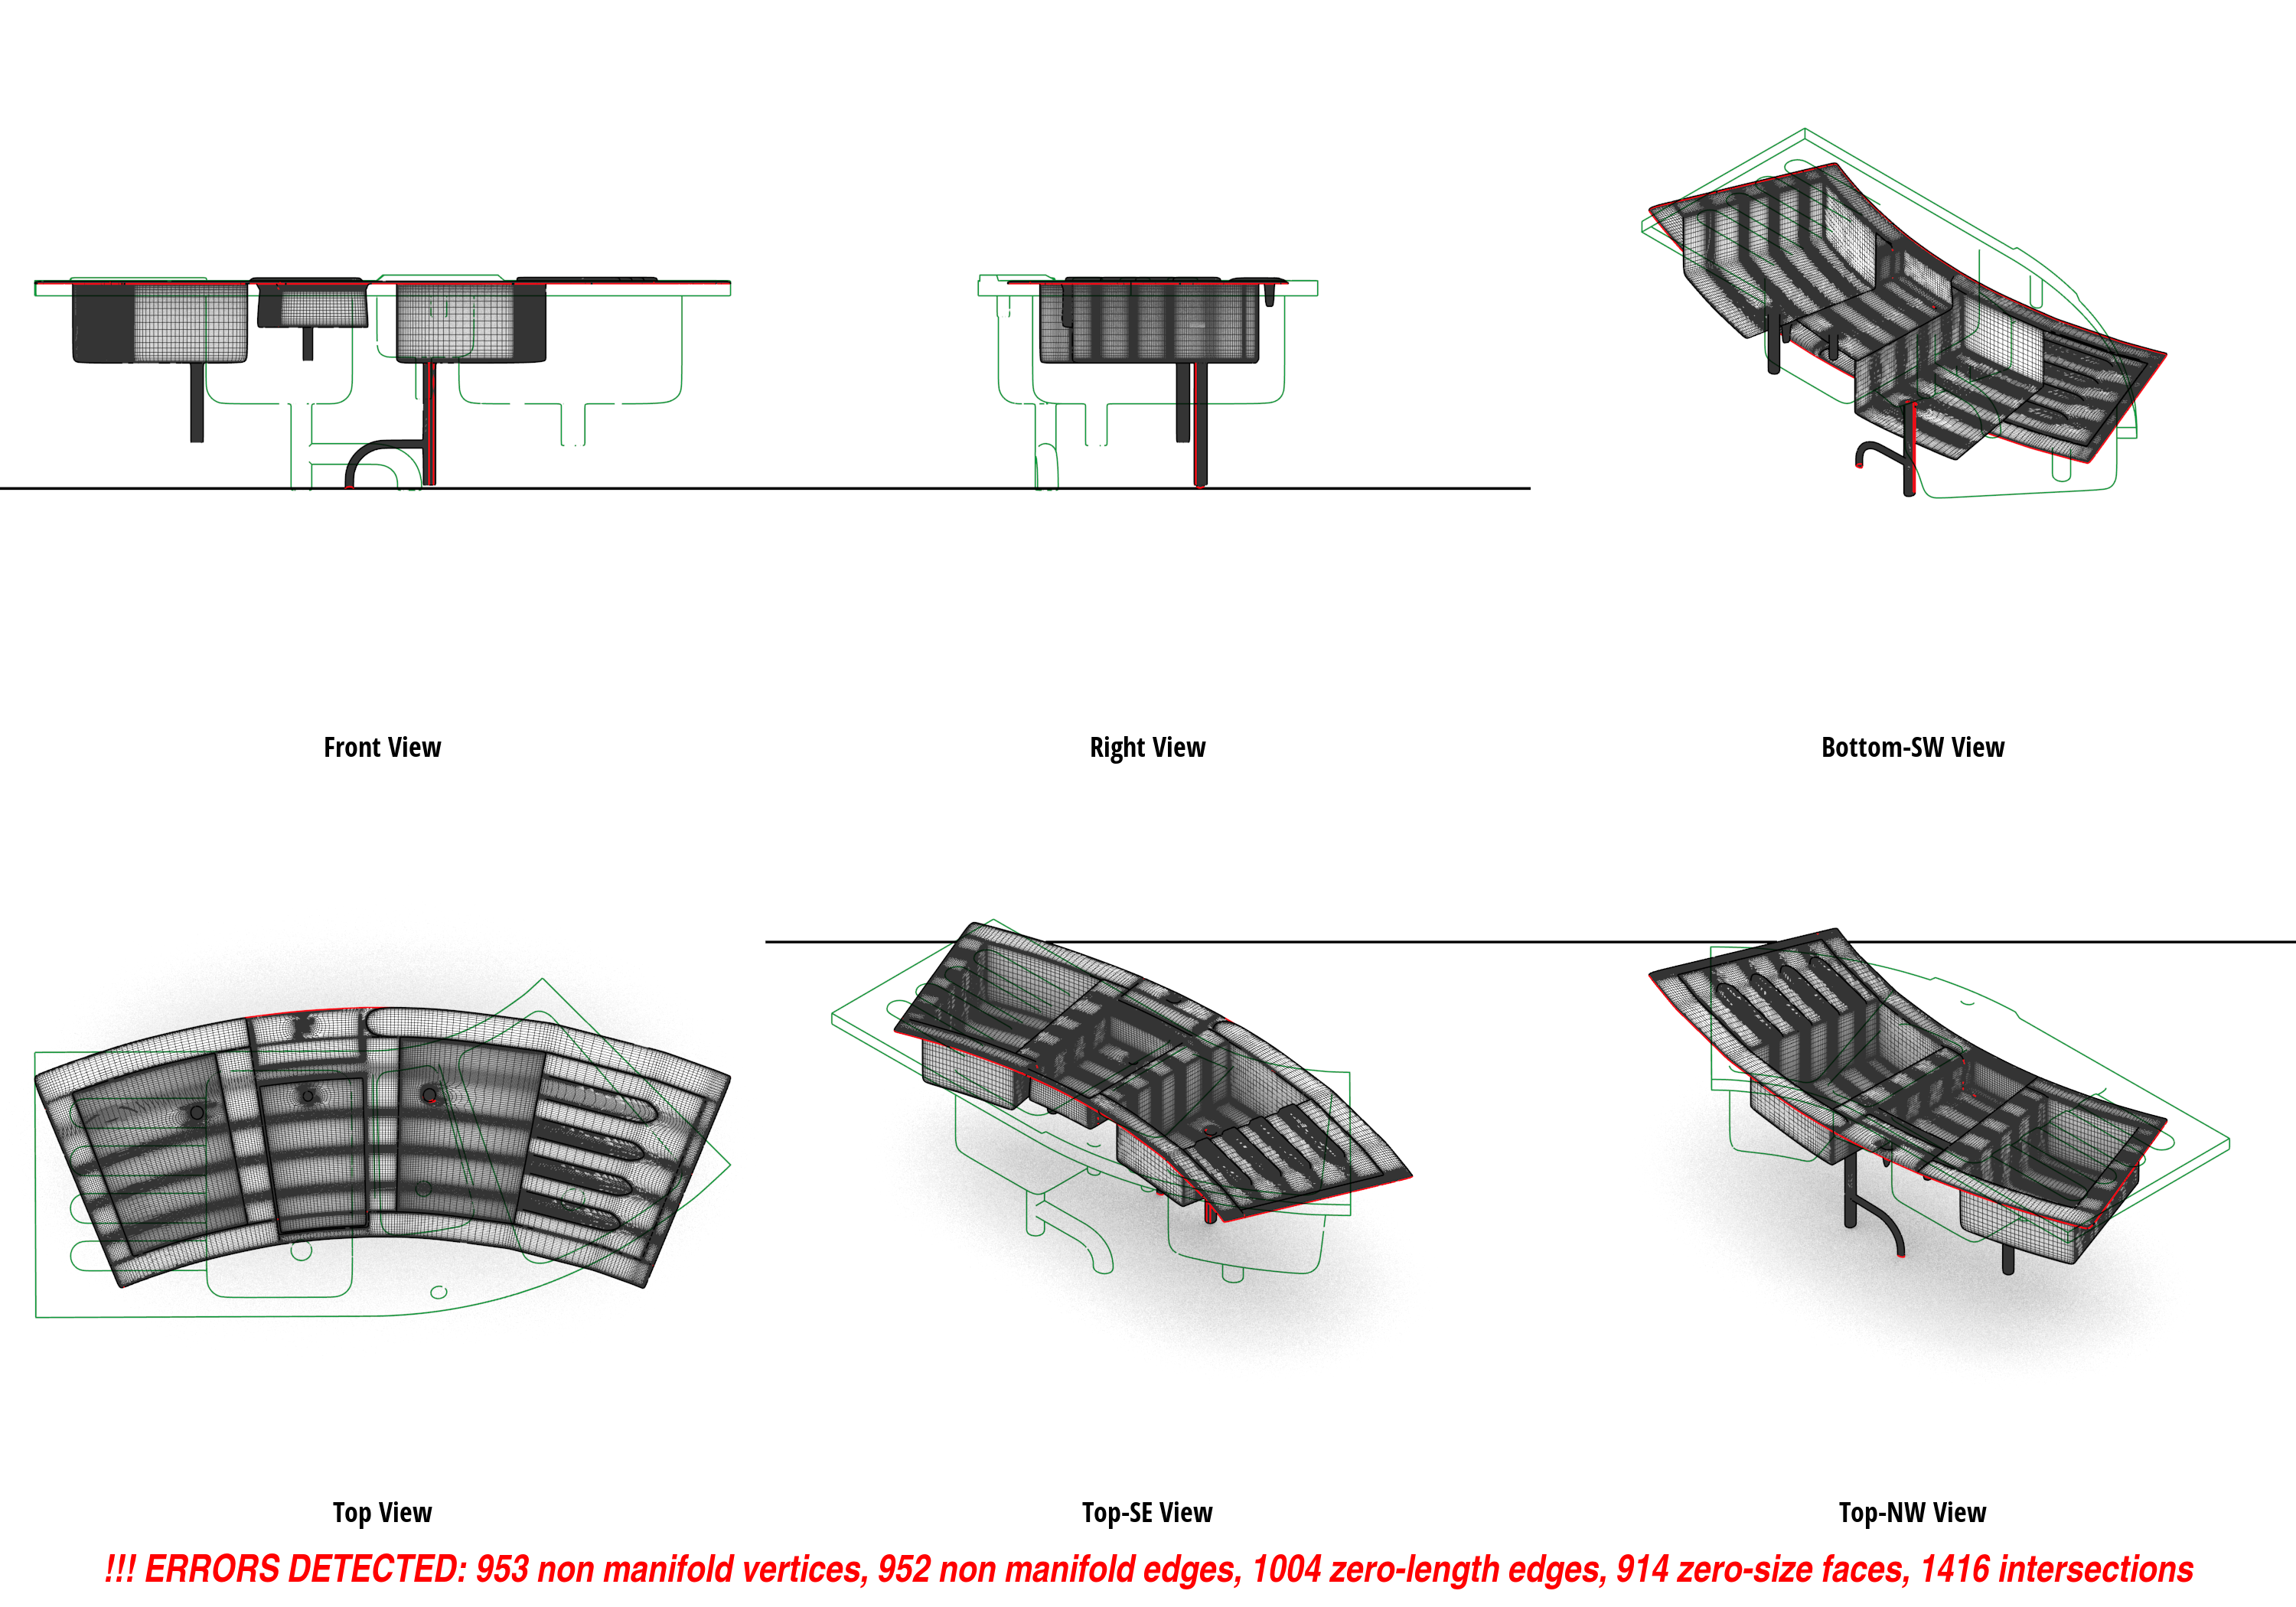 Front View
Right View
Bottom-SW View
Top View
Top-SE View
Top-NW View
!!! ERRORS DETECTED: 953 non manifold vertices, 952 non manifold edges, 1004 zero-length edges, 914 zero-size faces, 1416 intersections